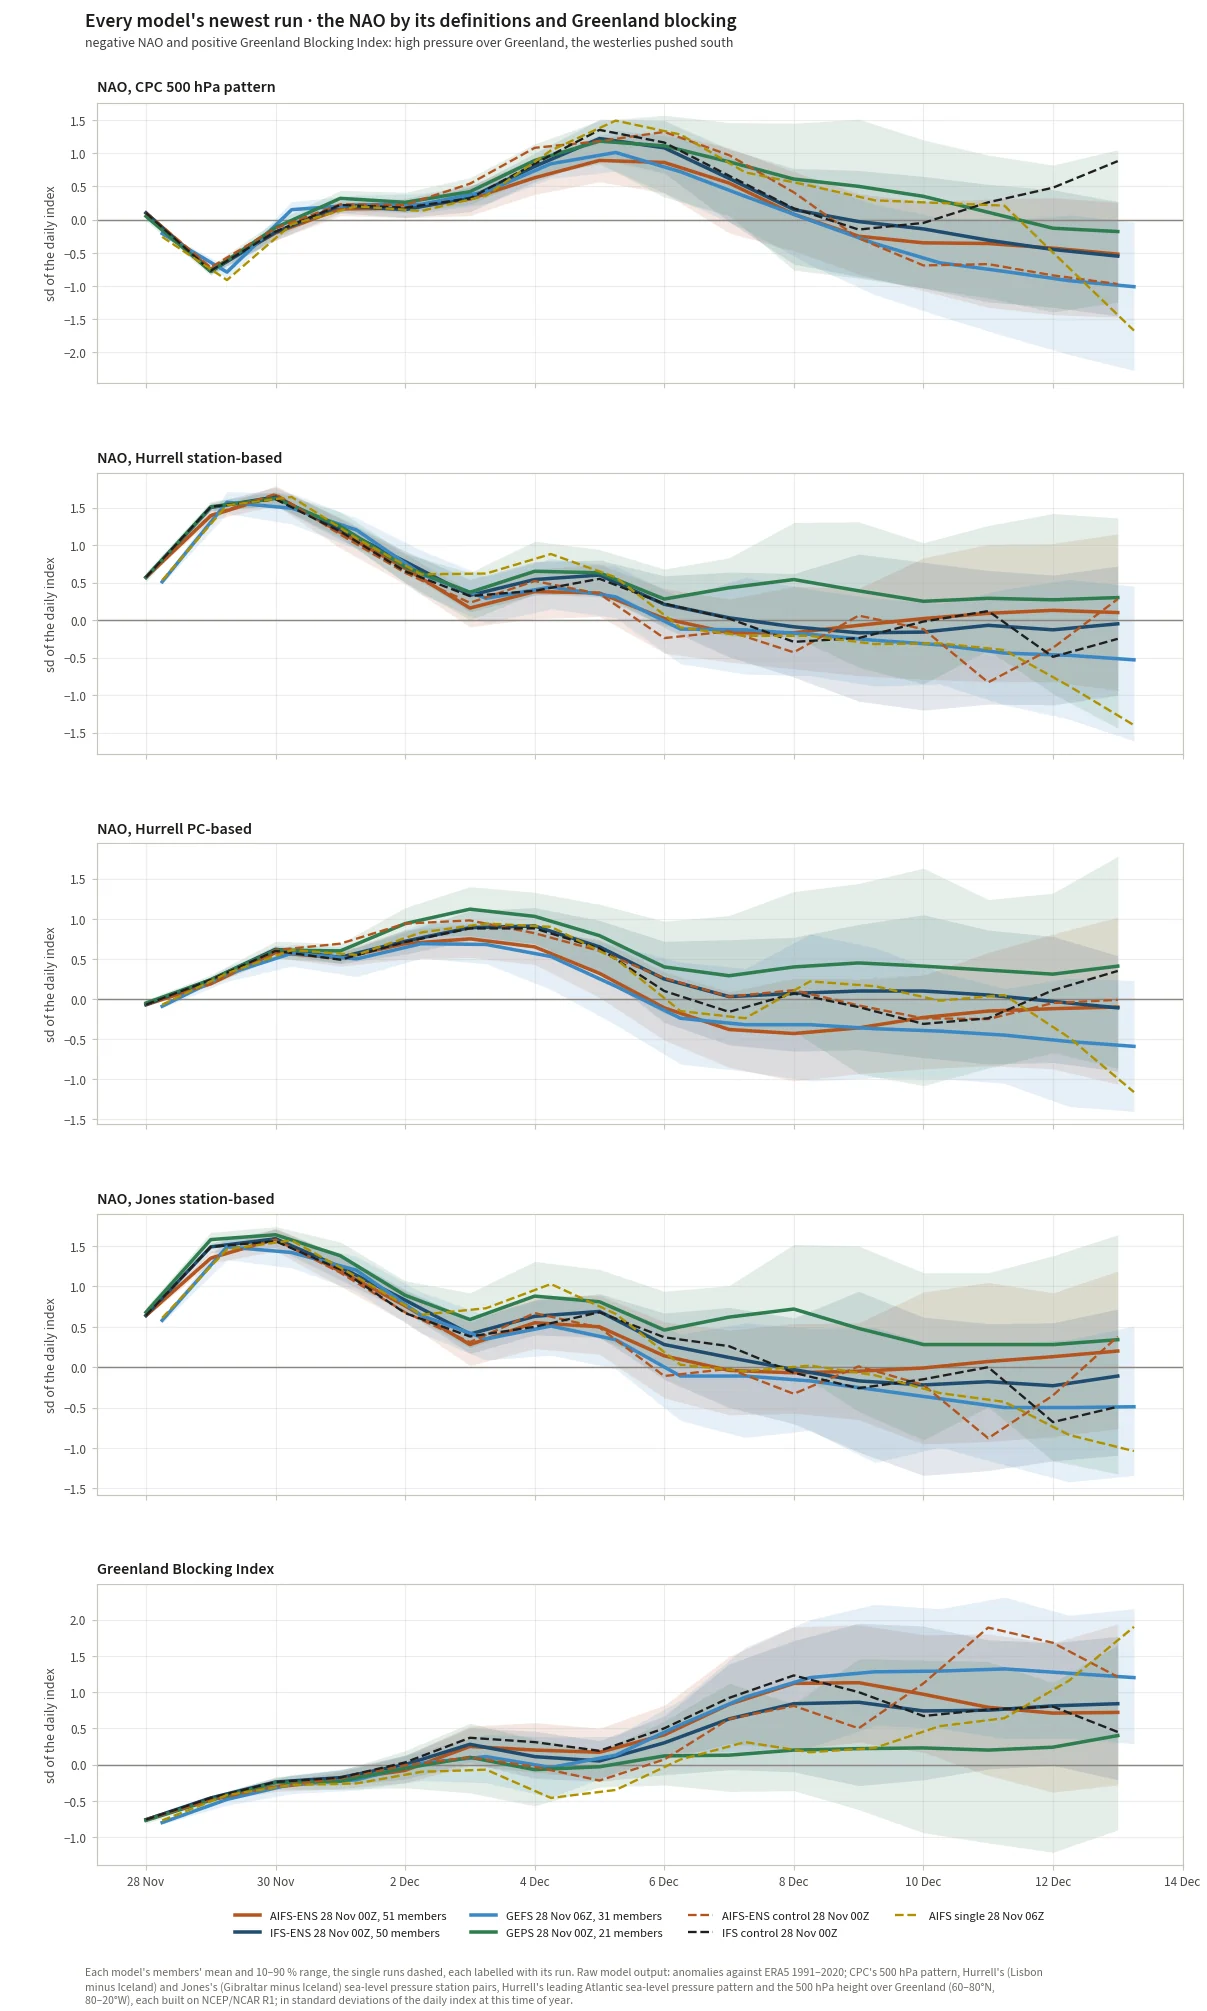 Every model's newest run · the NAO by its definitions and Greenland blocking
negative NAO and positive Greenland Blocking Index: high pressure over Greenland, the westerlies pushed south
NAO, CPC 500 hPa pattern
sd of the daily index
1.5
1.0
0.5
0.0
−0.5
−1.0
−1.5
−2.0
NAO, Hurrell station-based
sd of the daily index
1.5
1.0
0.5
0.0
−0.5
−1.0
−1.5
NAO, Hurrell PC-based
sd of the daily index
1.5
1.0
0.5
0.0
−0.5
−1.0
−1.5
NAO, Jones station-based
sd of the daily index
1.5
1.0
0.5
0.0
−0.5
−1.0
−1.5
Greenland Blocking Index
sd of the daily index
2.0
1.5
1.0
0.5
0.0
−0.5
−1.0
28 Nov 30 Nov 2 Dec 4 Dec 6 Dec 8 Dec 10 Dec 12 Dec 14 Dec
AIFS-ENS 28 Nov 00Z, 51 members GEFS 28 Nov 06Z, 31 members AIFS-ENS control 28 Nov 00Z AIFS single 28 Nov 06Z
IFS-ENS 28 Nov 00Z, 50 members GEPS 28 Nov 00Z, 21 members IFS control 28 Nov 00Z
Each model's members' mean and 10–90 % range, the single runs dashed, each labelled with its run. Raw model output: anomalies against ERA5 1991–2020; CPC's 500 hPa pattern, Hurrell's (Lisbon
minus Iceland) and Jones's (Gibraltar minus Iceland) sea-level pressure station pairs, Hurrell's leading Atlantic sea-level pressure pattern and the 500 hPa height over Greenland (60–80°N,
80–20°W), each built on NCEP/NCAR R1; in standard deviations of the daily index at this time of year.